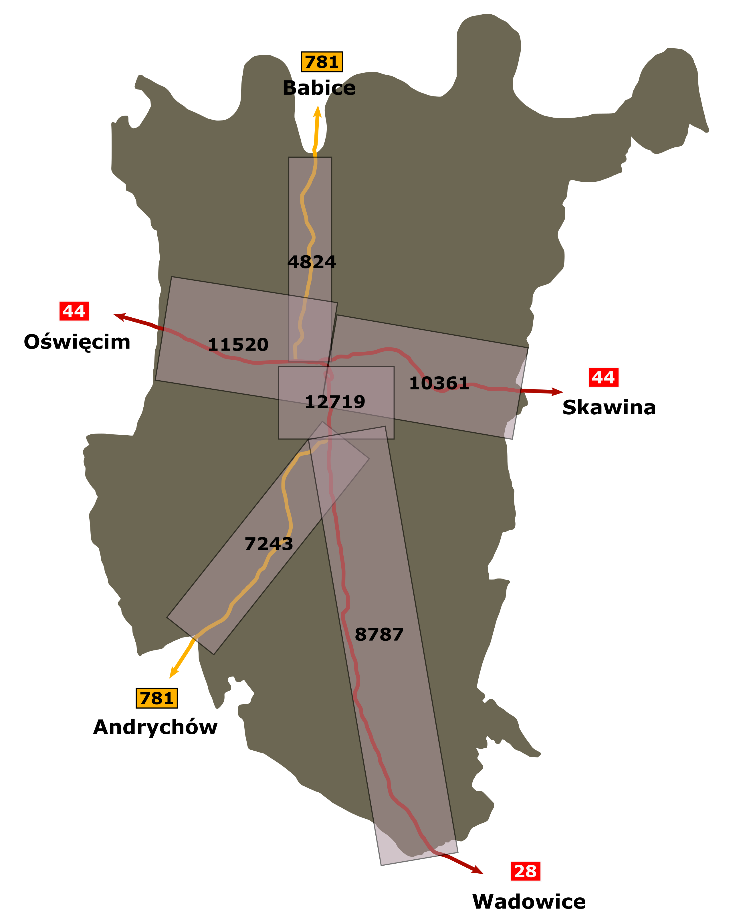 781
Babice
4824
44
Oświęcim
11520
10361
44
Skawina
12719
7243
8787
781
Andrychów
28
Wadowice